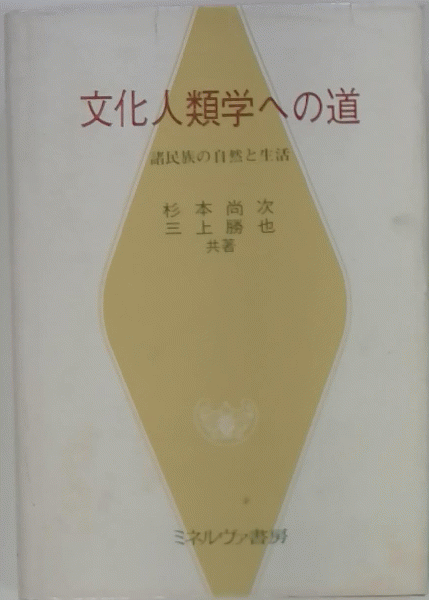 文化人類学への道
諸民族の自然と生活
杉本尚次
三上勝也
共著
ミネルヴァ書房